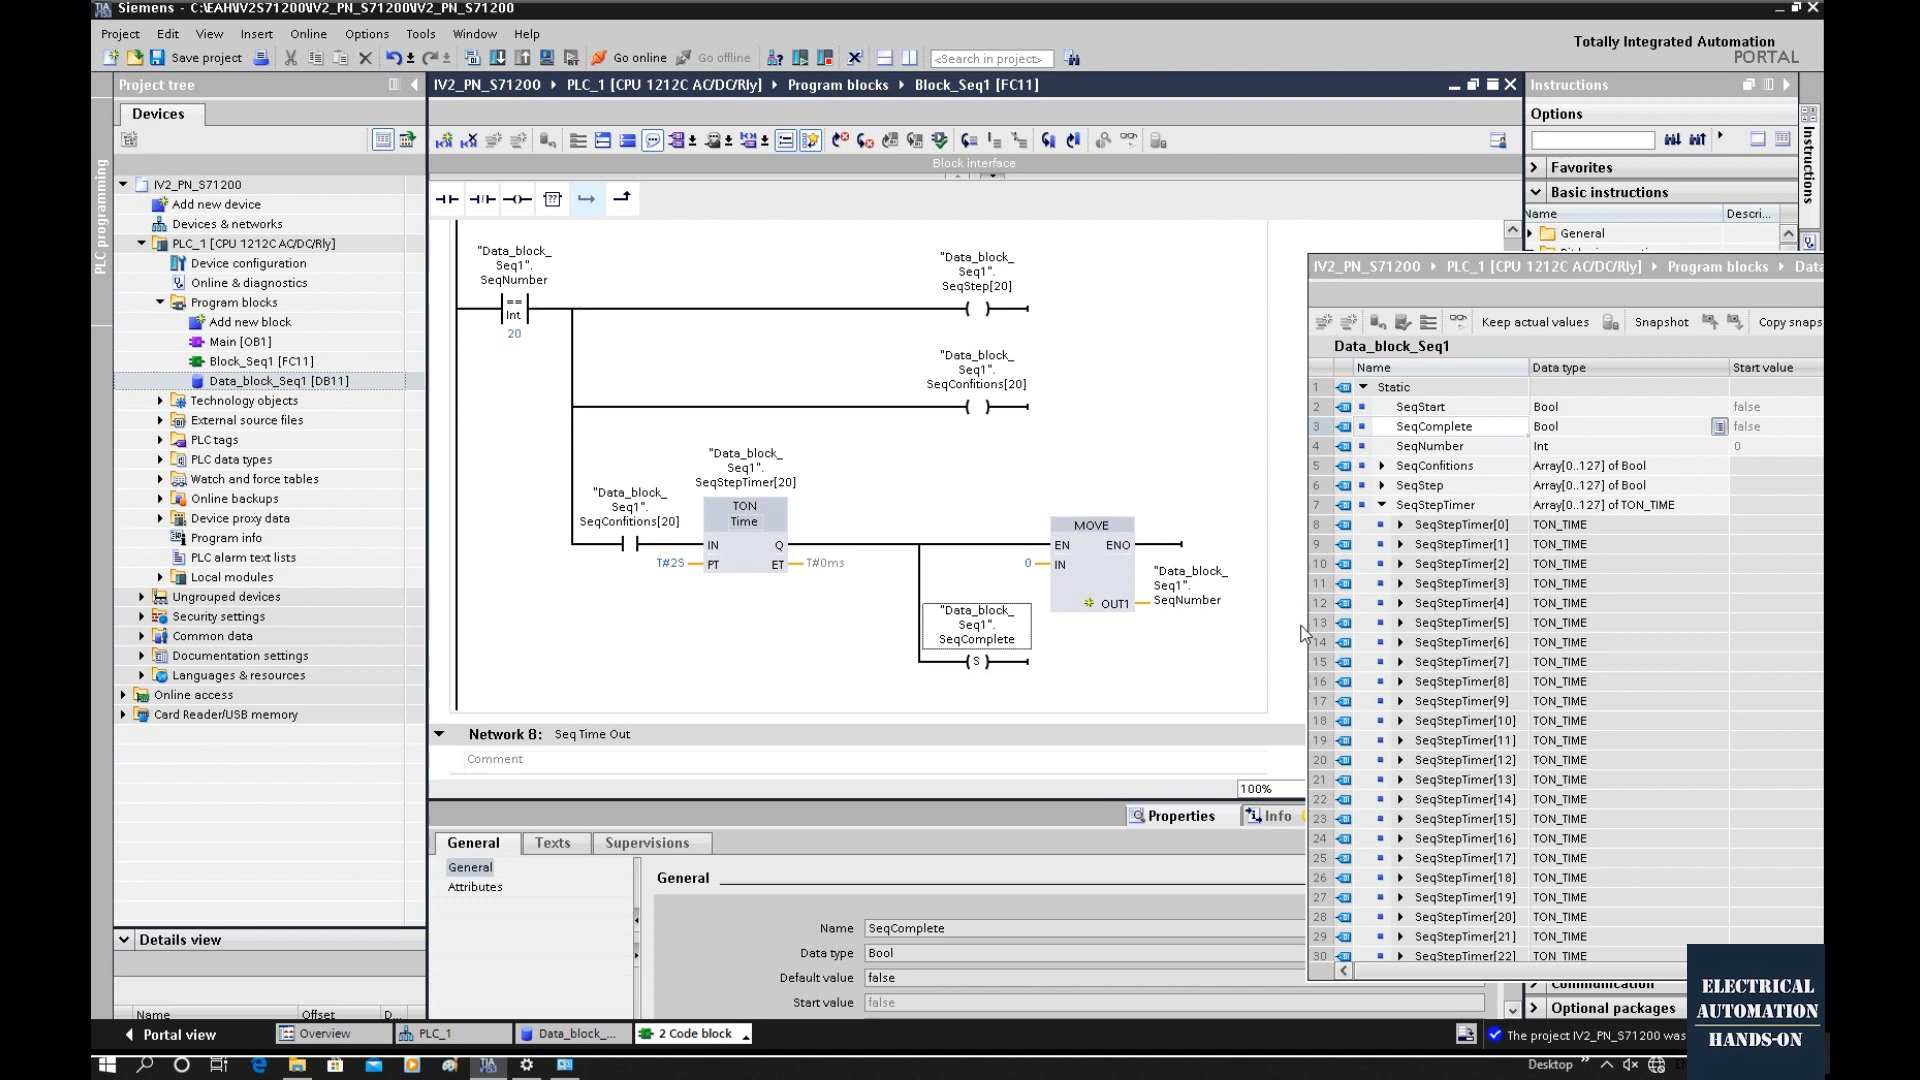 Siemens - C:\EAH\IV2S71200\IV2_PN_S71200\IV2_PN_S71200
Project Edit View Insert Online Options Tools Window Help
Totally Integrated Automation
PORTAL
Save project
Go online
Go offline
<Search in project>
Project tree
IV2_PN_S71200 PLC_1 [CPU 1212C AC/DC/Rly] Program blocks Block_Seq1 [FC11]
Instructions
Devices
Options
Block interface
PLC programming
Instructions
IV2_PN_S71200
Add new device
Devices & networks
PLC_1 [CPU 1212C AC/DC/Rly]
Device configuration
Online & diagnostics
Program blocks
Add new block
Main [OB1]
Block_Seq1 [FC11]
Data_block_Seq1 [DB11]
Technology objects
External source files
PLC tags
PLC data types
Watch and force tables
Online backups
Device proxy data
Program info
PLC alarm text lists
Local modules
Ungrouped devices
Security settings
Common data
Documentation settings
Languages & resources
Online access
Card Reader/USB memory
Details view
Name Offset D...
??
"Data_block_
Seq1".
SeqNumber
==
Int
20
"Data_block_
Seq1".
SeqStep[20]
"Data_block_
Seq1".
SeqConfitions[20]
"Data_block_
Seq1".
SeqStepTimer[20]
"Data_block_
Seq1".
SeqConfitions[20]
TON
Time
IN Q
T#2S PT ET T#0ms
MOVE
EN ENO
0 IN
OUT1
"Data_block_
Seq1".
SeqNumber
"Data_block_
Seq1".
SeqComplete
S
Network 8: Seq Time Out
Comment
100%
Properties
Info
General Texts Supervisions
General
Attributes
General
Name SeqComplete
Data type Bool
Default value false
Start value false
Favorites
Basic instructions
Name Descri...
General
IV2_PN_S71200 PLC_1 [CPU 1212C AC/DC/Rly] Program blocks Data
Keep actual values Snapshot Copy snaps
Data_block_Seq1
Name Data type Start value
1 Static
2 SeqStart Bool false
3 SeqComplete Bool false
4 SeqNumber Int 0
5 SeqConfitions Array[0..127] of Bool
6 SeqStep Array[0..127] of Bool
7 SeqStepTimer Array[0..127] of TON_TIME
8 SeqStepTimer[0] TON_TIME
9 SeqStepTimer[1] TON_TIME
10 SeqStepTimer[2] TON_TIME
11 SeqStepTimer[3] TON_TIME
12 SeqStepTimer[4] TON_TIME
13 SeqStepTimer[5] TON_TIME
14 SeqStepTimer[6] TON_TIME
15 SeqStepTimer[7] TON_TIME
16 SeqStepTimer[8] TON_TIME
17 SeqStepTimer[9] TON_TIME
18 SeqStepTimer[10] TON_TIME
19 SeqStepTimer[11] TON_TIME
20 SeqStepTimer[12] TON_TIME
21 SeqStepTimer[13] TON_TIME
22 SeqStepTimer[14] TON_TIME
23 SeqStepTimer[15] TON_TIME
24 SeqStepTimer[16] TON_TIME
25 SeqStepTimer[17] TON_TIME
26 SeqStepTimer[18] TON_TIME
27 SeqStepTimer[19] TON_TIME
28 SeqStepTimer[20] TON_TIME
29 SeqStepTimer[21] TON_TIME
30 SeqStepTimer[22] TON_TIME
Communication
Optional packages
ELECTRICAL
AUTOMATION
HANDS-ON
Portal view
Overview
PLC_1
Data_block_...
2 Code block
The project IV2_PN_S71200 was
Desktop